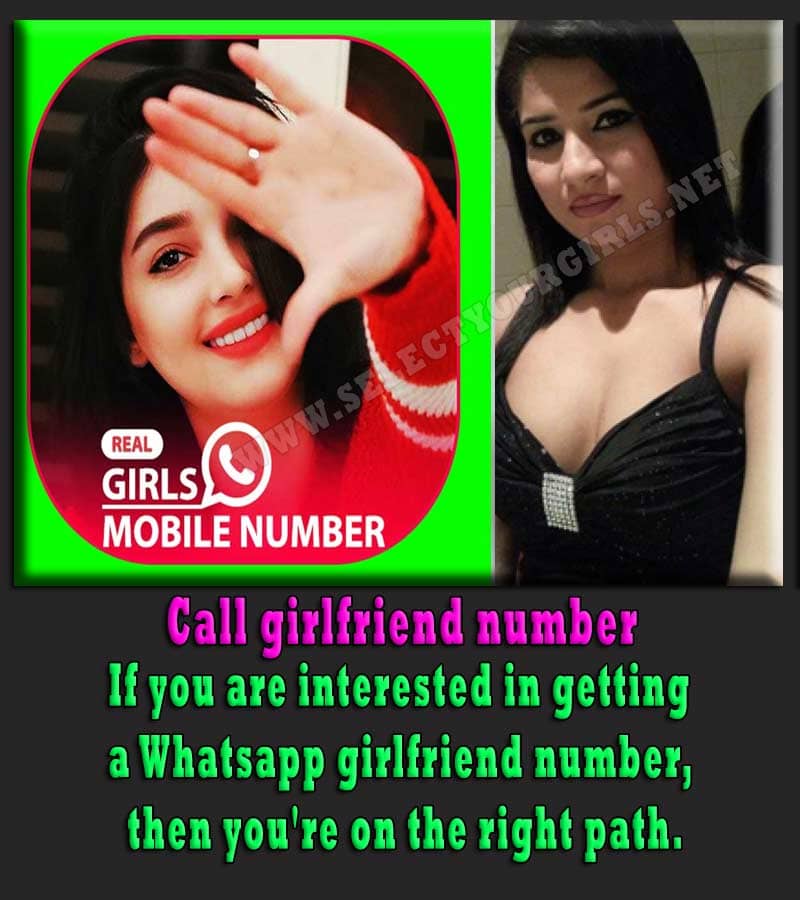 WWW.SELECTYOURGIRLS.NET
REAL
GIRLS
MOBILE NUMBER
Call girlfriend number
If you are interested in getting
a Whatsapp girlfriend number,
then you're on the right path.